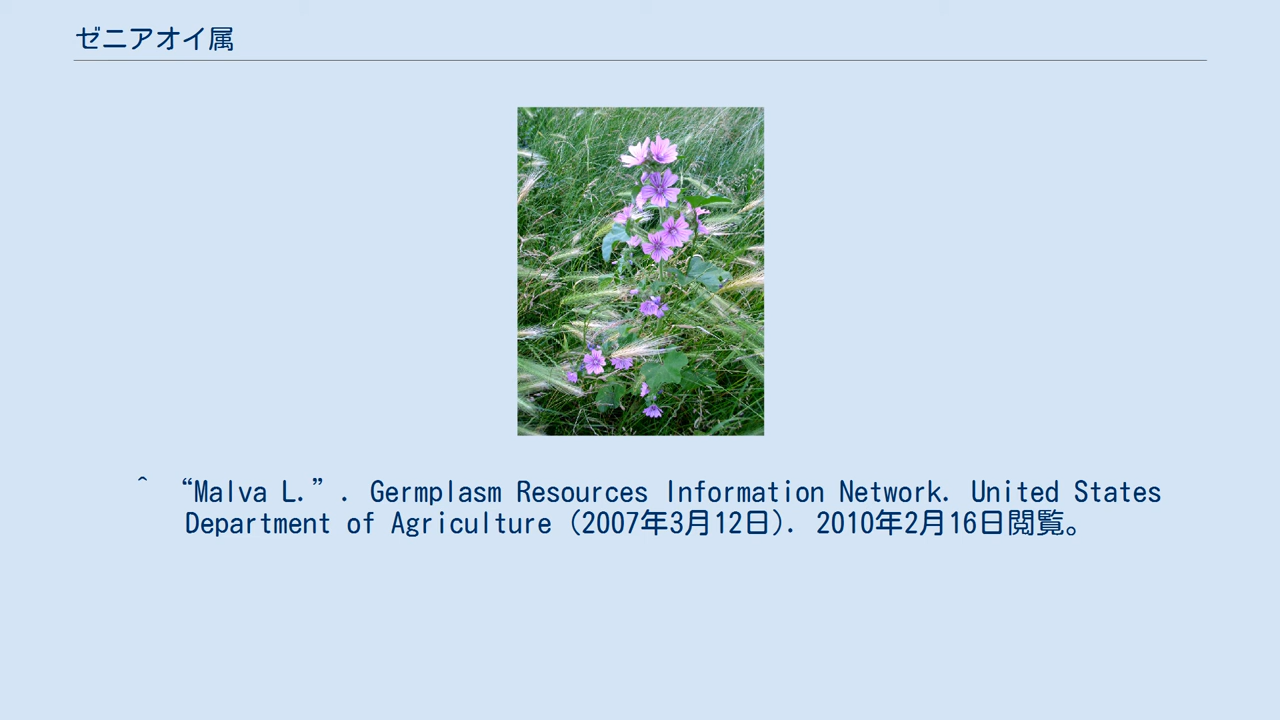 ゼニアオイ属
^ “Malva L.”. Germplasm Resources Information Network. United States
Department of Agriculture (2007年3月12日). 2010年2月16日閲覧。